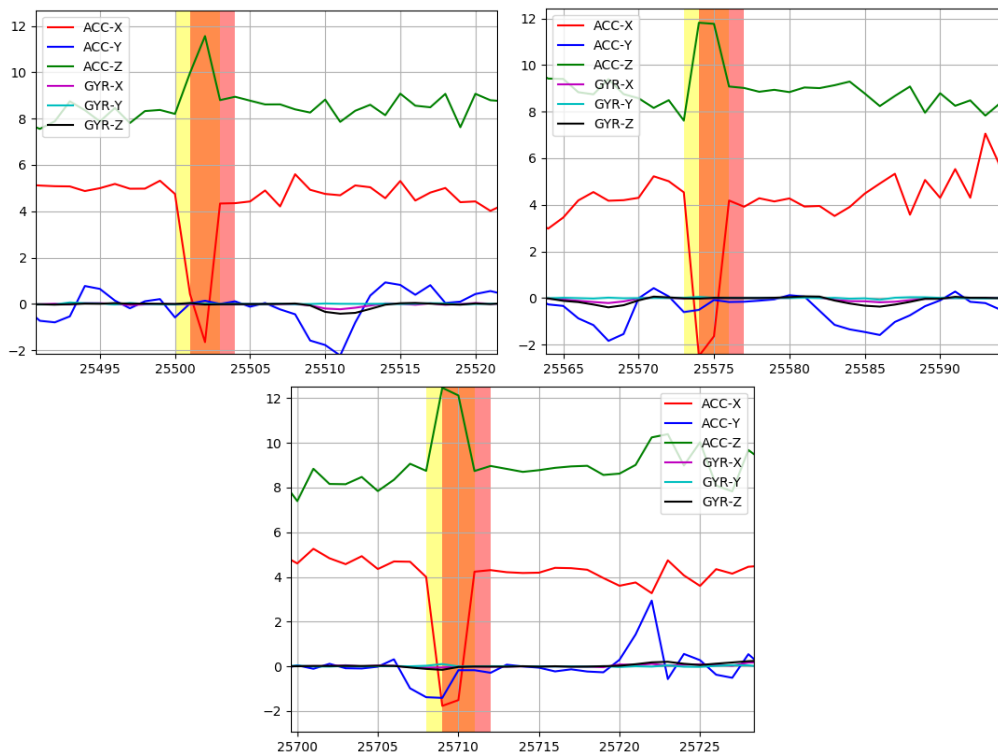 12
10
8
6
4
2
0
−2
25495
25500
25505
25510
25515
25520
ACC-X
ACC-Y
ACC-Z
GYR-X
GYR-Y
GYR-Z
12
10
8
6
4
2
0
−2
25565
25570
25575
25580
25585
25590
ACC-X
ACC-Y
ACC-Z
GYR-X
GYR-Y
GYR-Z
12
10
8
6
4
2
0
−2
25700
25705
25710
25715
25720
25725
ACC-X
ACC-Y
ACC-Z
GYR-X
GYR-Y
GYR-Z